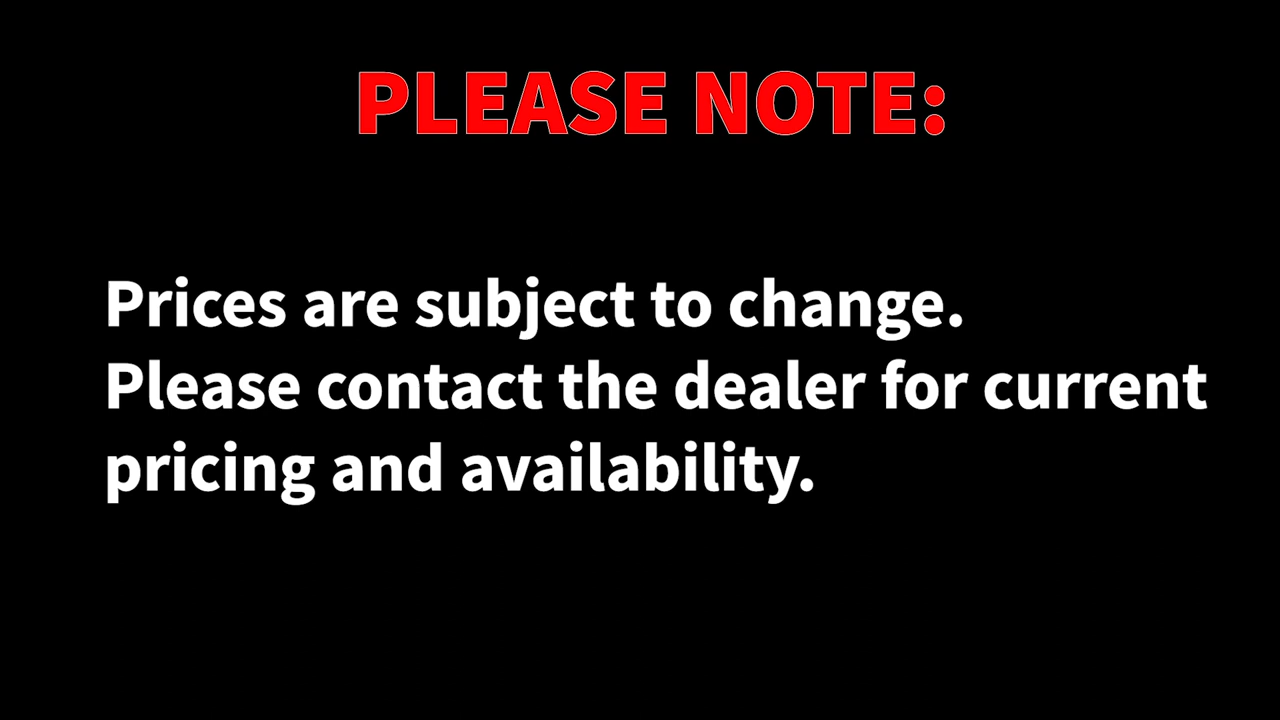 PLEASE NOTE:
Prices are subject to change.
Please contact the dealer for current
pricing and availability.